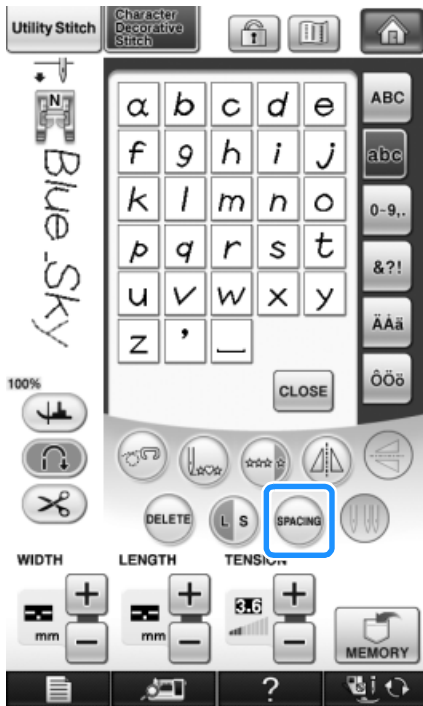 Utility Stitch
Character
Decorative
Stitch
N
Blue_Sky
a b c d e
f g h i j
k l m n o
p q r s t
u v w x y
z ' _
ABC
abc
0-9,.
&?!
ÄÅä
ÔÖö
CLOSE
100%
DELETE
L S
SPACING
WIDTH
mm
LENGTH
mm
TENSION
3.6
MEMORY
?